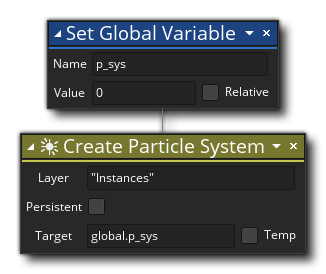 Set Global Variable
Name p_sys
Value 0 Relative
Create Particle System
Layer "Instances"
Persistent
Target global.p_sys Temp